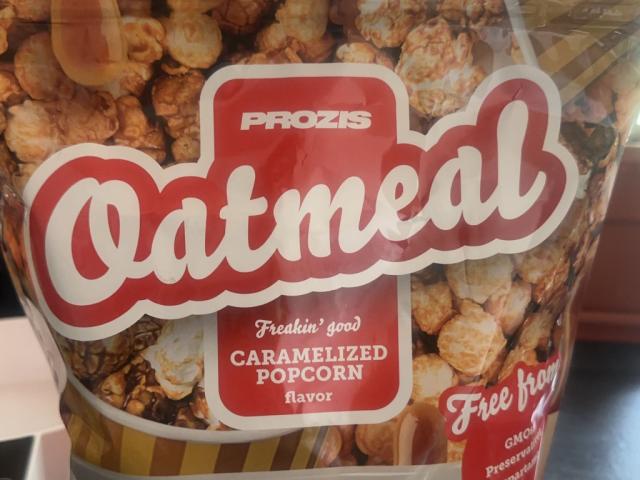 PROZIS
Oatmeal
Freakin' good
CARAMELIZED
POPCORN
flavor
Free from